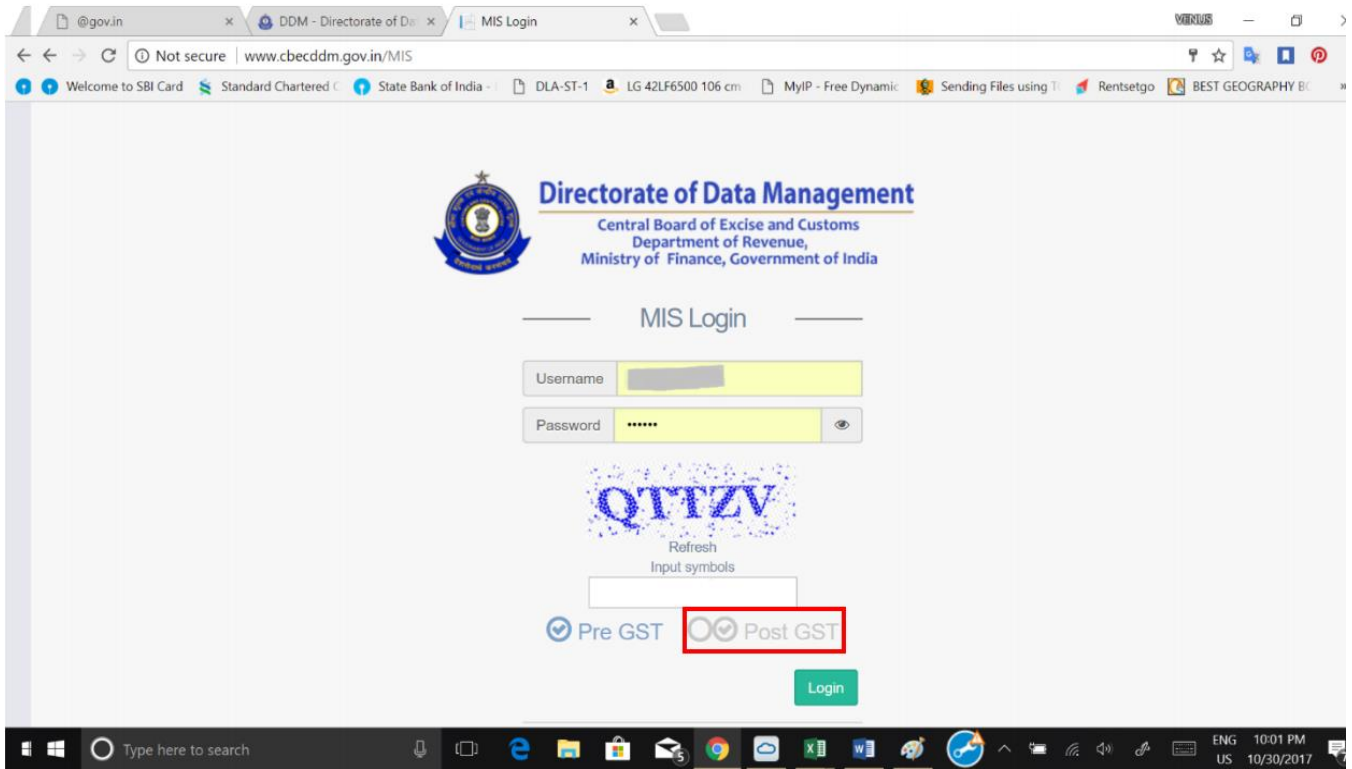 @gov.in
DDM - Directorate of Da
MIS Login
VENUS
Not secure www.cbecddm.gov.in/MIS
Welcome to SBI Card Standard Chartered State Bank of India - DLA-ST-1 LG 42LF6500 106 cm MyIP - Free Dynamic Sending Files using Rentsetgo BEST GEOGRAPHY »
Directorate of Data Management
Central Board of Excise and Customs
Department of Revenue,
Ministry of Finance, Government of India
MIS Login
Username
Password ••••••
QTTZV
Refresh
Input symbols
Pre GST Post GST
Login
Type here to search
ENG 10:01 PM
US 10/30/2017